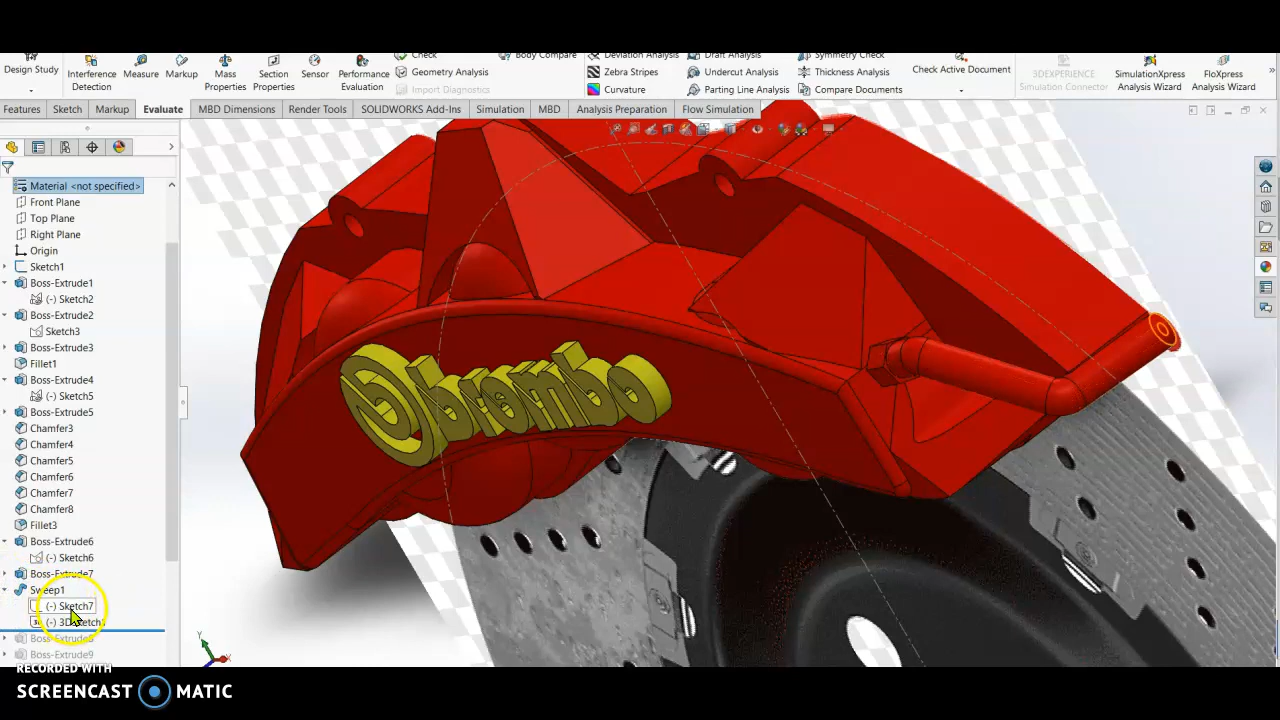 Check Body Compare Deviation Analysis Draft Analysis Symmetry Check
Design Study Interference Detection Measure Markup Mass Properties Section Properties Sensor Performance Evaluation Geometry Analysis Zebra Stripes Undercut Analysis Thickness Analysis Check Active Document 3DEXPERIENCE Simulation Connector SimulationXpress Analysis Wizard FloXpress Analysis Wizard
Import Diagnostics Curvature Parting Line Analysis Compare Documents
Features Sketch Markup Evaluate MBD Dimensions Render Tools SOLIDWORKS Add-Ins Simulation MBD Analysis Preparation Flow Simulation
Material <not specified>
Front Plane
Top Plane
Right Plane
Origin
Sketch1
Boss-Extrude1
(-) Sketch2
Boss-Extrude2
Sketch3
Boss-Extrude3
Fillet1
Boss-Extrude4
(-) Sketch5
Boss-Extrude5
Chamfer3
Chamfer4
Chamfer5
Chamfer6
Chamfer7
Chamfer8
Fillet3
Boss-Extrude6
(-) Sketch6
Boss-Extrude7
Sweep1
(-) Sketch7
(-) 3DSketch1
Boss-Extrude8
Boss-Extrude9
brembo
Y
X
RECORDED WITH
SCREENCAST MATIC